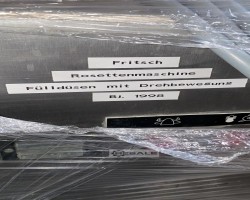 Fritsch
Rosettenmaschine
Fülldüsen mit Drehbewegung
Bj. 1998